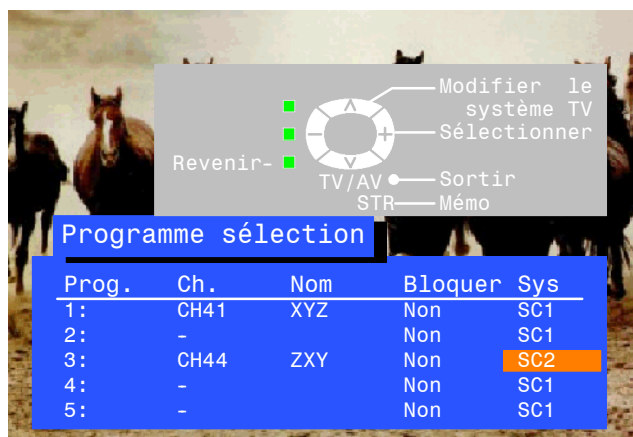 Modifier le
système TV
Sélectionner
Revenir-
TV/AV Sortir
STR Mémo
Programme sélection
Prog. Ch. Nom Bloquer Sys
1: CH41 XYZ Non SC1
2: - Non SC1
3: CH44 ZXY Non SC2
4: - Non SC1
5: - Non SC1